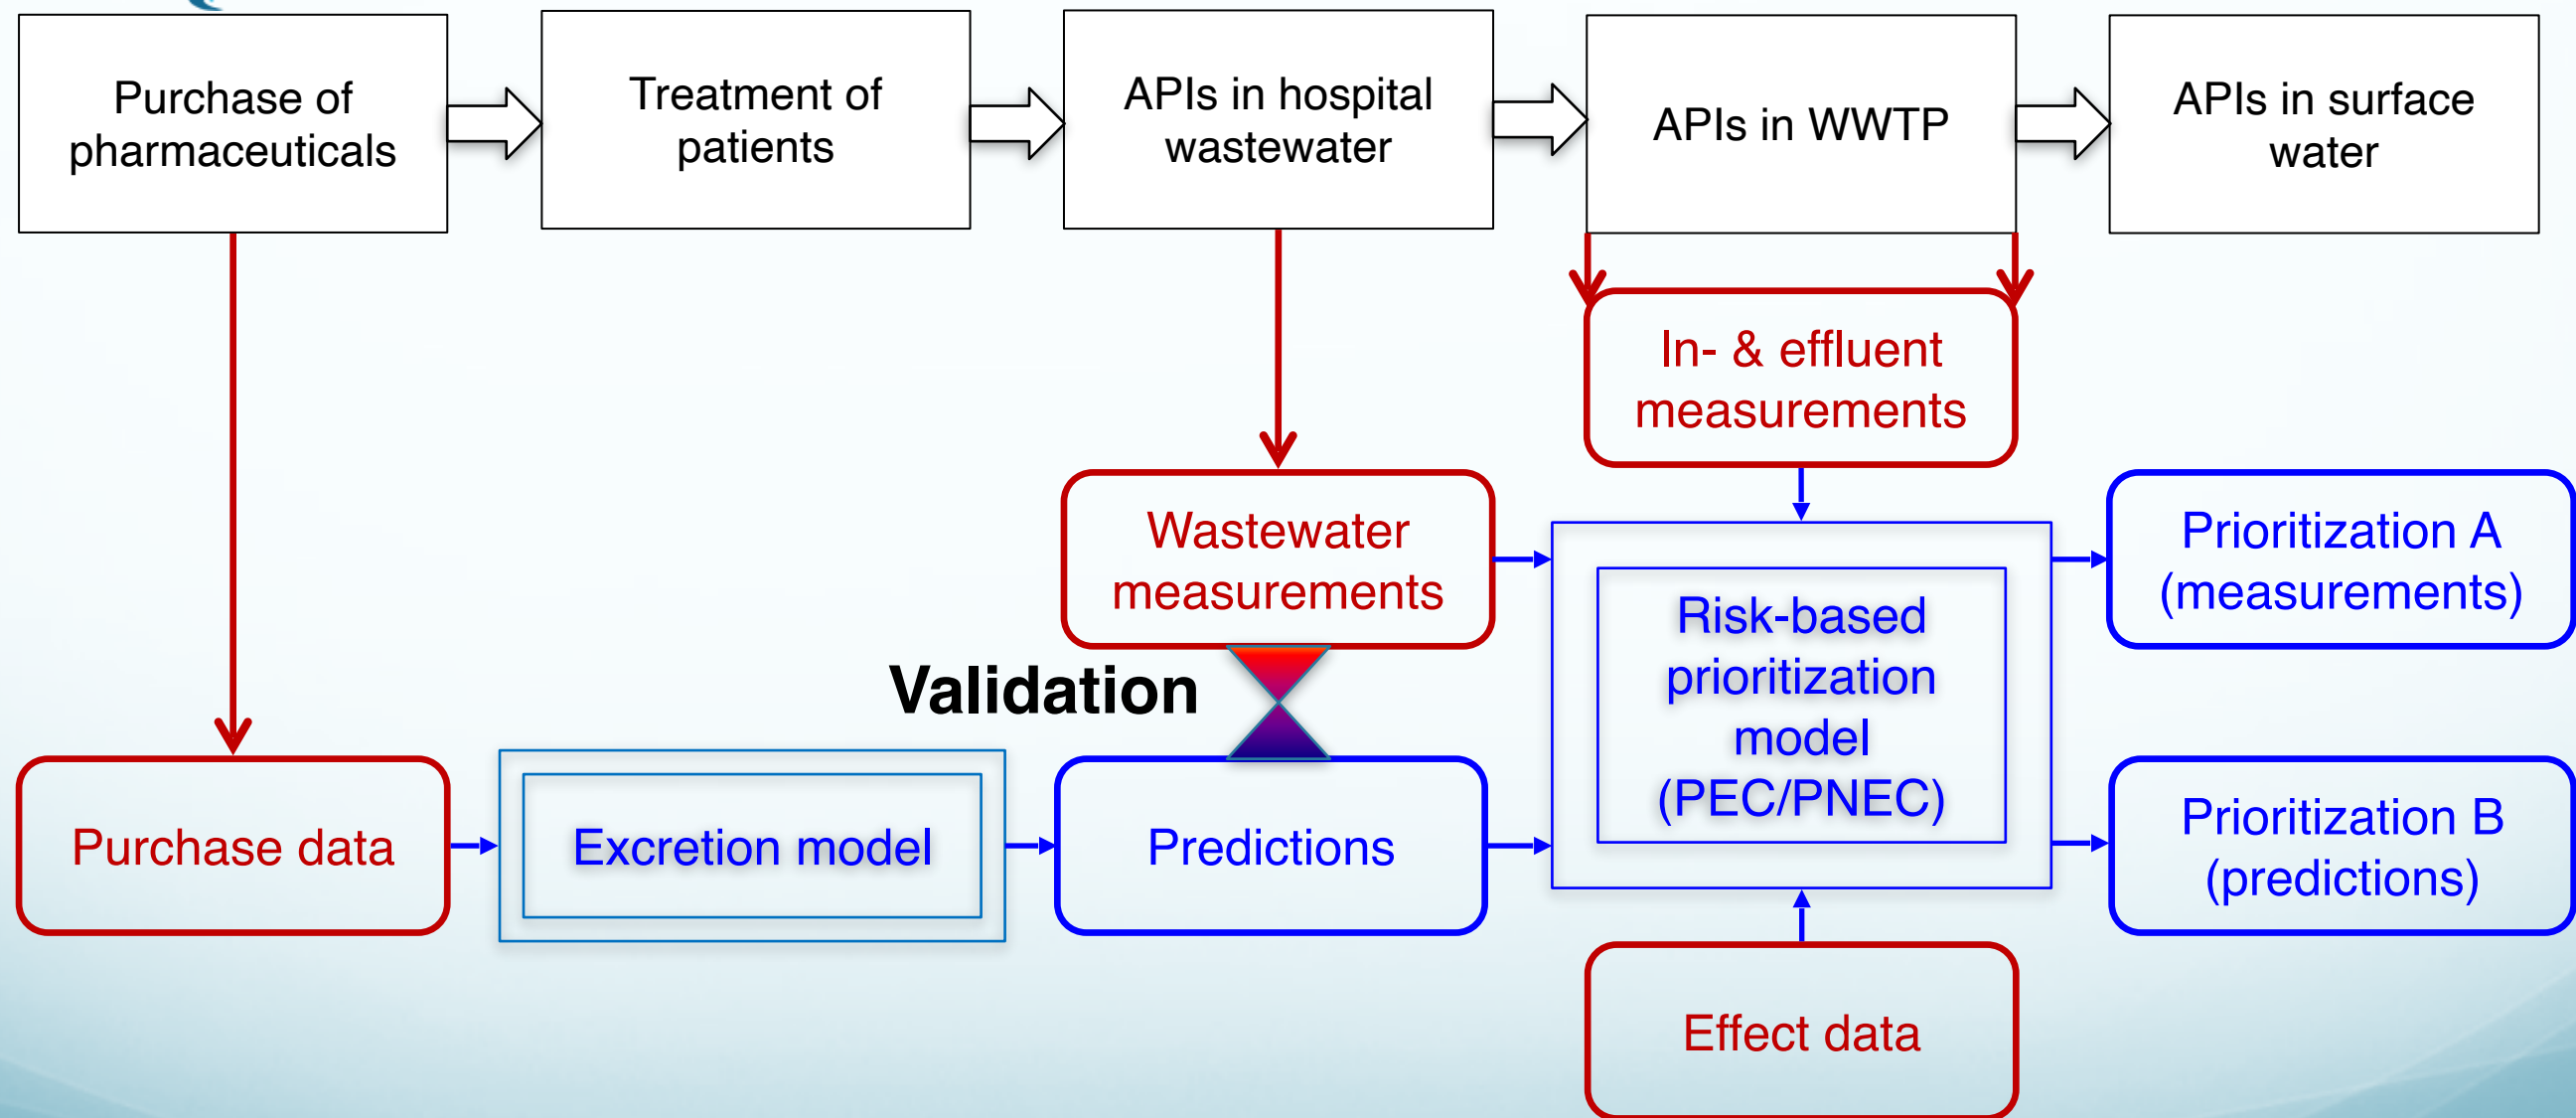 Purchase of
pharmaceuticals
Treatment of
patients
APIs in hospital
wastewater
APIs in WWTP
APIs in surface
water
In- & effluent
measurements
Wastewater
measurements
Validation
Purchase data
Excretion model
Predictions
Risk-based
prioritization
model
(PEC/PNEC)
Prioritization A
(measurements)
Prioritization B
(predictions)
Effect data